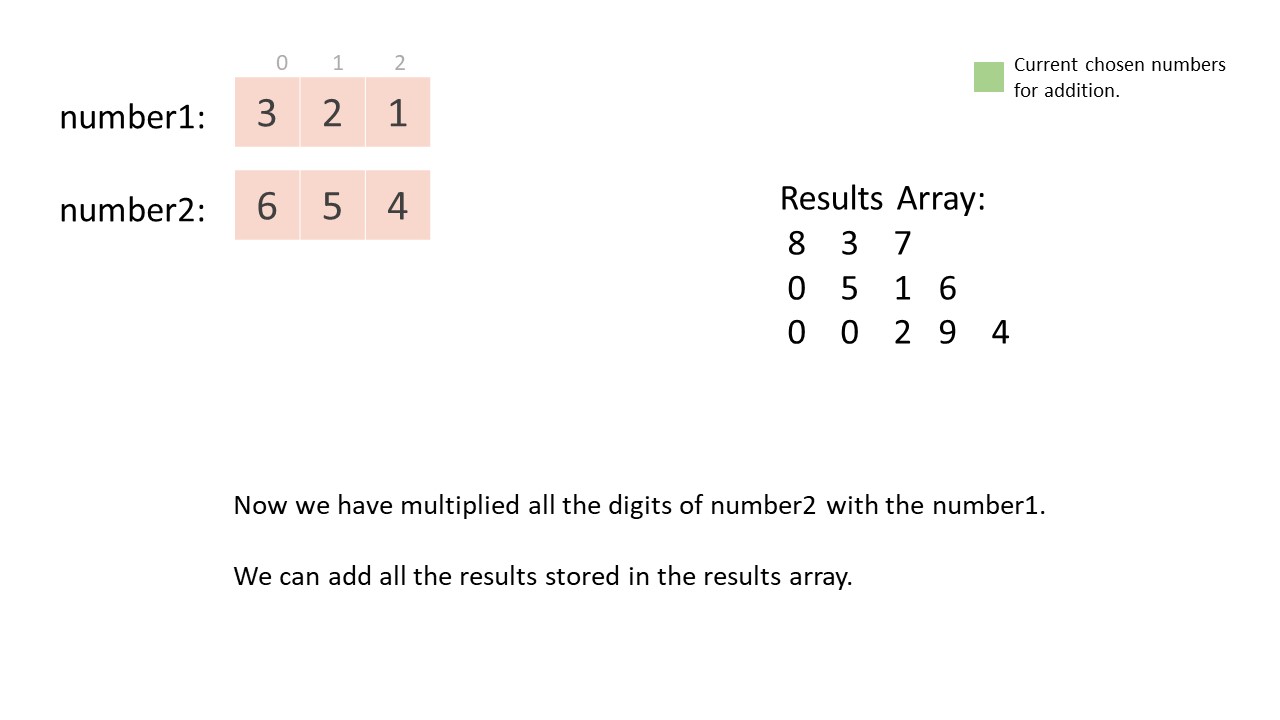 0 1 2
number1: 3 2 1
number2: 6 5 4
Current chosen numbers
for addition.
Results Array:
8 3 7
0 5 1 6
0 0 2 9 4
Now we have multiplied all the digits of number2 with the number1.
We can add all the results stored in the results array.